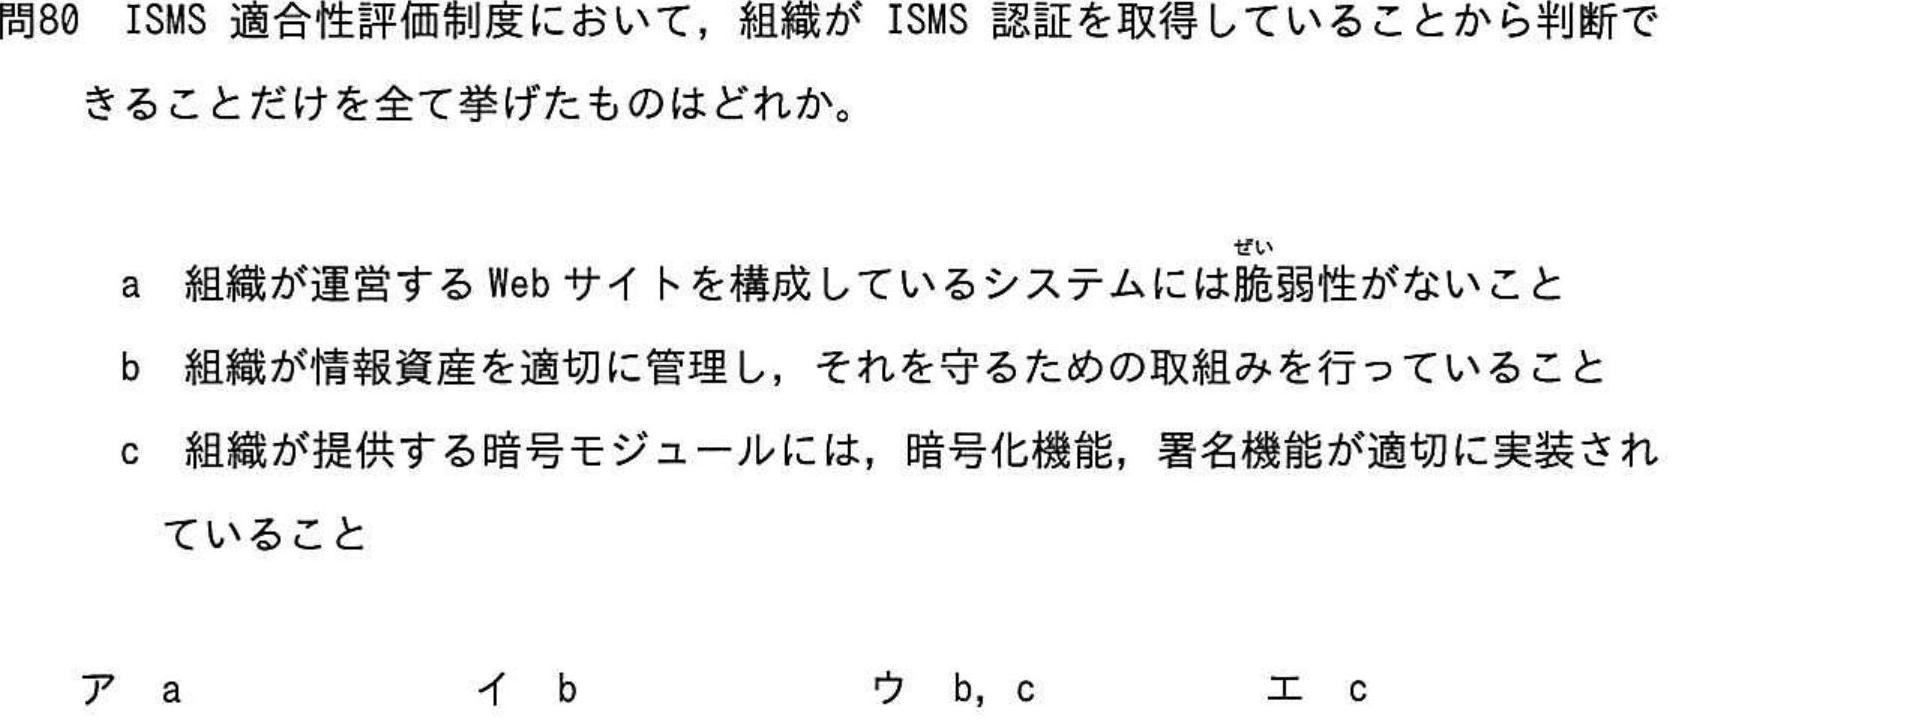 問80 ISMS 適合性評価制度において，組織が ISMS 認証を取得していることから判断で
きることだけを全て挙げたものはどれか。
ぜい
a 組織が運営する Web サイトを構成しているシステムには脆弱性がないこと
b 組織が情報資産を適切に管理し，それを守るための取組みを行っていること
c 組織が提供する暗号モジュールには，暗号化機能，署名機能が適切に実装され
ていること
ア a イ b ウ b, c エ c